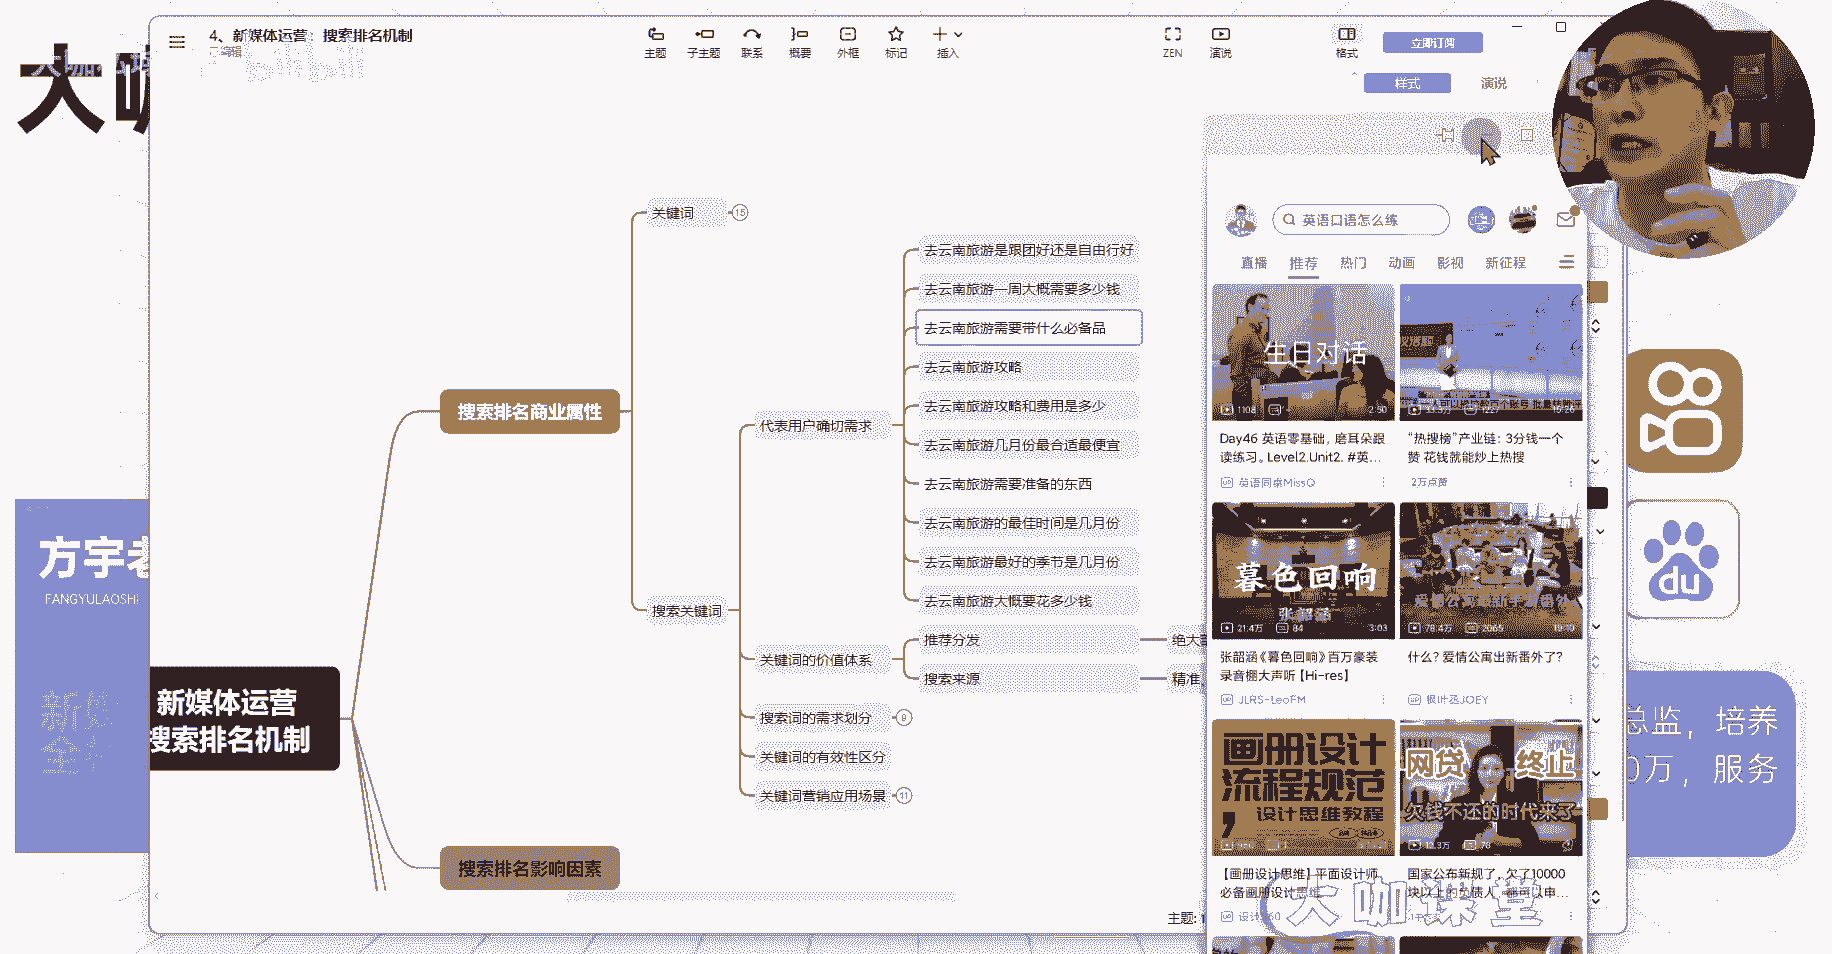 4、新媒体运营：搜索排名机制
已编辑
主题
子主题
联系
概要
外框
标记
插入
ZEN
演说
格式
立即订阅
样式
演说
bilibili
大咖
方宇老
FANGYULAOSHI
新媒
新媒体运营
搜索排名机制
搜索排名商业属性
搜索排名影响因素
关键词
15
搜索关键词
代表用户确切需求
去云南旅游是跟团好还是自由行好
去云南旅游一周大概需要多少钱
去云南旅游需要带什么必备品
去云南旅游攻略
去云南旅游攻略和费用是多少
去云南旅游几月份最合适最便宜
去云南旅游需要准备的东西
去云南旅游的最佳时间是几月份
去云南旅游最好的季节是几月份
去云南旅游大概要花多少钱
关键词的价值体系
推荐分发
绝大
搜索来源
精准
搜索词的需求划分
9
关键词的有效性区分
关键词营销应用场景
11
主题:
英语口语怎么练
直播
推荐
热门
动画
影视
新征程
生日对话
1108
2:50
33.3万
1227
15:26
Day46 英语零基础，磨耳朵跟
读练习。Level2.Unit2. #英...
英语同桌MissQ
“热搜榜”产业链：3分钱一个
赞 花钱就能炒上热搜
2万点赞
暮色回响
张韶涵
21.4万
84
3:03
78.4万
2065
19:10
张韶涵《暮色回响》百万豪装
录音棚大声听【Hi-res】
JLRS-LeoFM
什么？爱情公寓出新番外了？
枫叶丞JOEY
画册设计
流程规范
设计思维教程
网贷 终止
欠钱不还的时代来了
12.3万
78
【画册设计思维】平面设计师
必备画册设计思维
国家公布新规了，欠了10000
块以上的负债人，都可以申...
大咖课堂
du
总监，培养
0万，服务